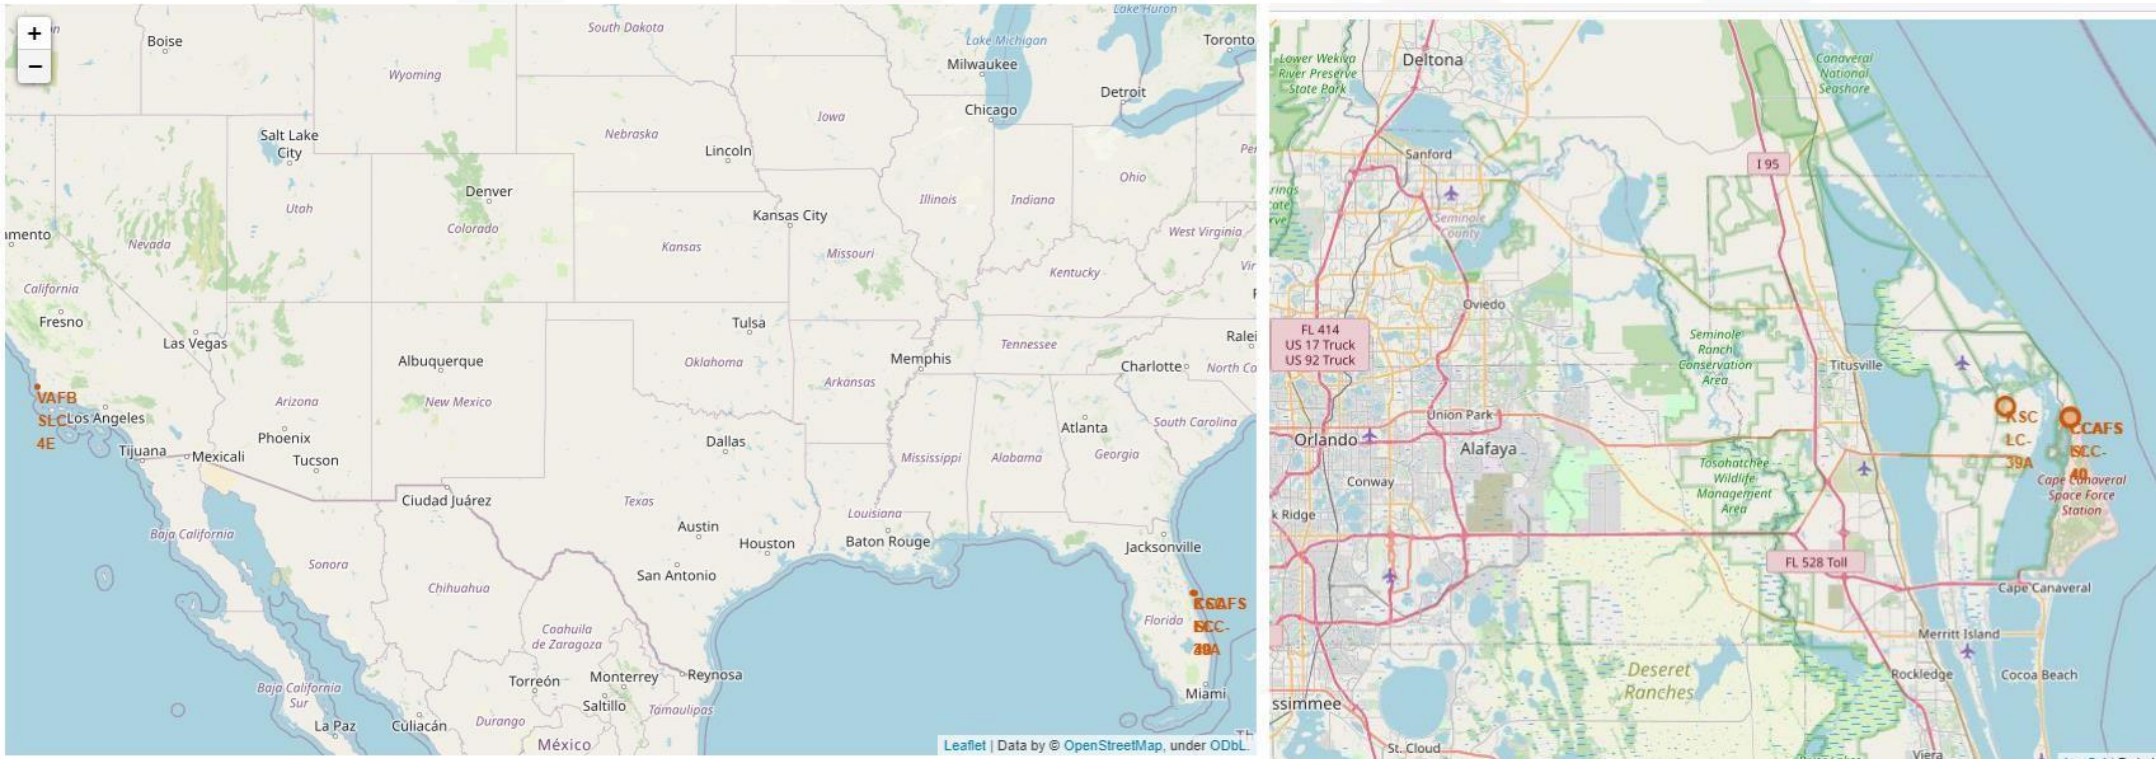 +
−
Boise
South Dakota
Lake Huron
Toronto
Lake Michigan
Milwaukee
Wyoming
Detroit
Chicago
Iowa
Salt Lake
City
Nebraska
Lincoln
Ohio
Denver
Illinois
Indiana
Utah
Kansas City
Colorado
Nevada
Kansas
West Virginia
Missouri
Kentucky
California
Fresno
Tulsa
Las Vegas
Tennessee
Albuquerque
Oklahoma
Memphis
Charlotte
Arkansas
VAFB
SLC-
4E
Los Angeles
Arizona
New Mexico
South Carolina
Atlanta
Phoenix
Dallas
Tijuana
Mexicali
Tucson
Mississippi
Alabama
Georgia
Ciudad Juárez
Texas
Louisiana
Baja California
Austin
Houston
Baton Rouge
Jacksonville
Sonora
San Antonio
Chihuahua
Florida
Coahuila
de Zaragoza
Baja California
Sur
Torreón
Monterrey
Reynosa
Miami
Saltillo
Tamaulipas
La Paz
Culiacán
Durango
México
Leaflet | Data by © OpenStreetMap, under ODbL.
Lower Wekiva
River Preserve
State Park
Deltona
Canaveral
National
Seashore
Sanford
I 95
Seminole
County
Oviedo
FL 414
US 17 Truck
US 92 Truck
Seminole
Ranch
Conservation
Area
Titusville
Union Park
KSC
LC-
39A
CCAFS
Orlando
Alafaya
Tosohatchee
Wildlife
Management
Area
Conway
Cape Canaveral
Space Force
Station
k Ridge
FL 528 Toll
Cape Canaveral
Merritt Island
Deseret
Ranches
Rockledge
Cocoa Beach
ssimmee
St. Cloud
Viera